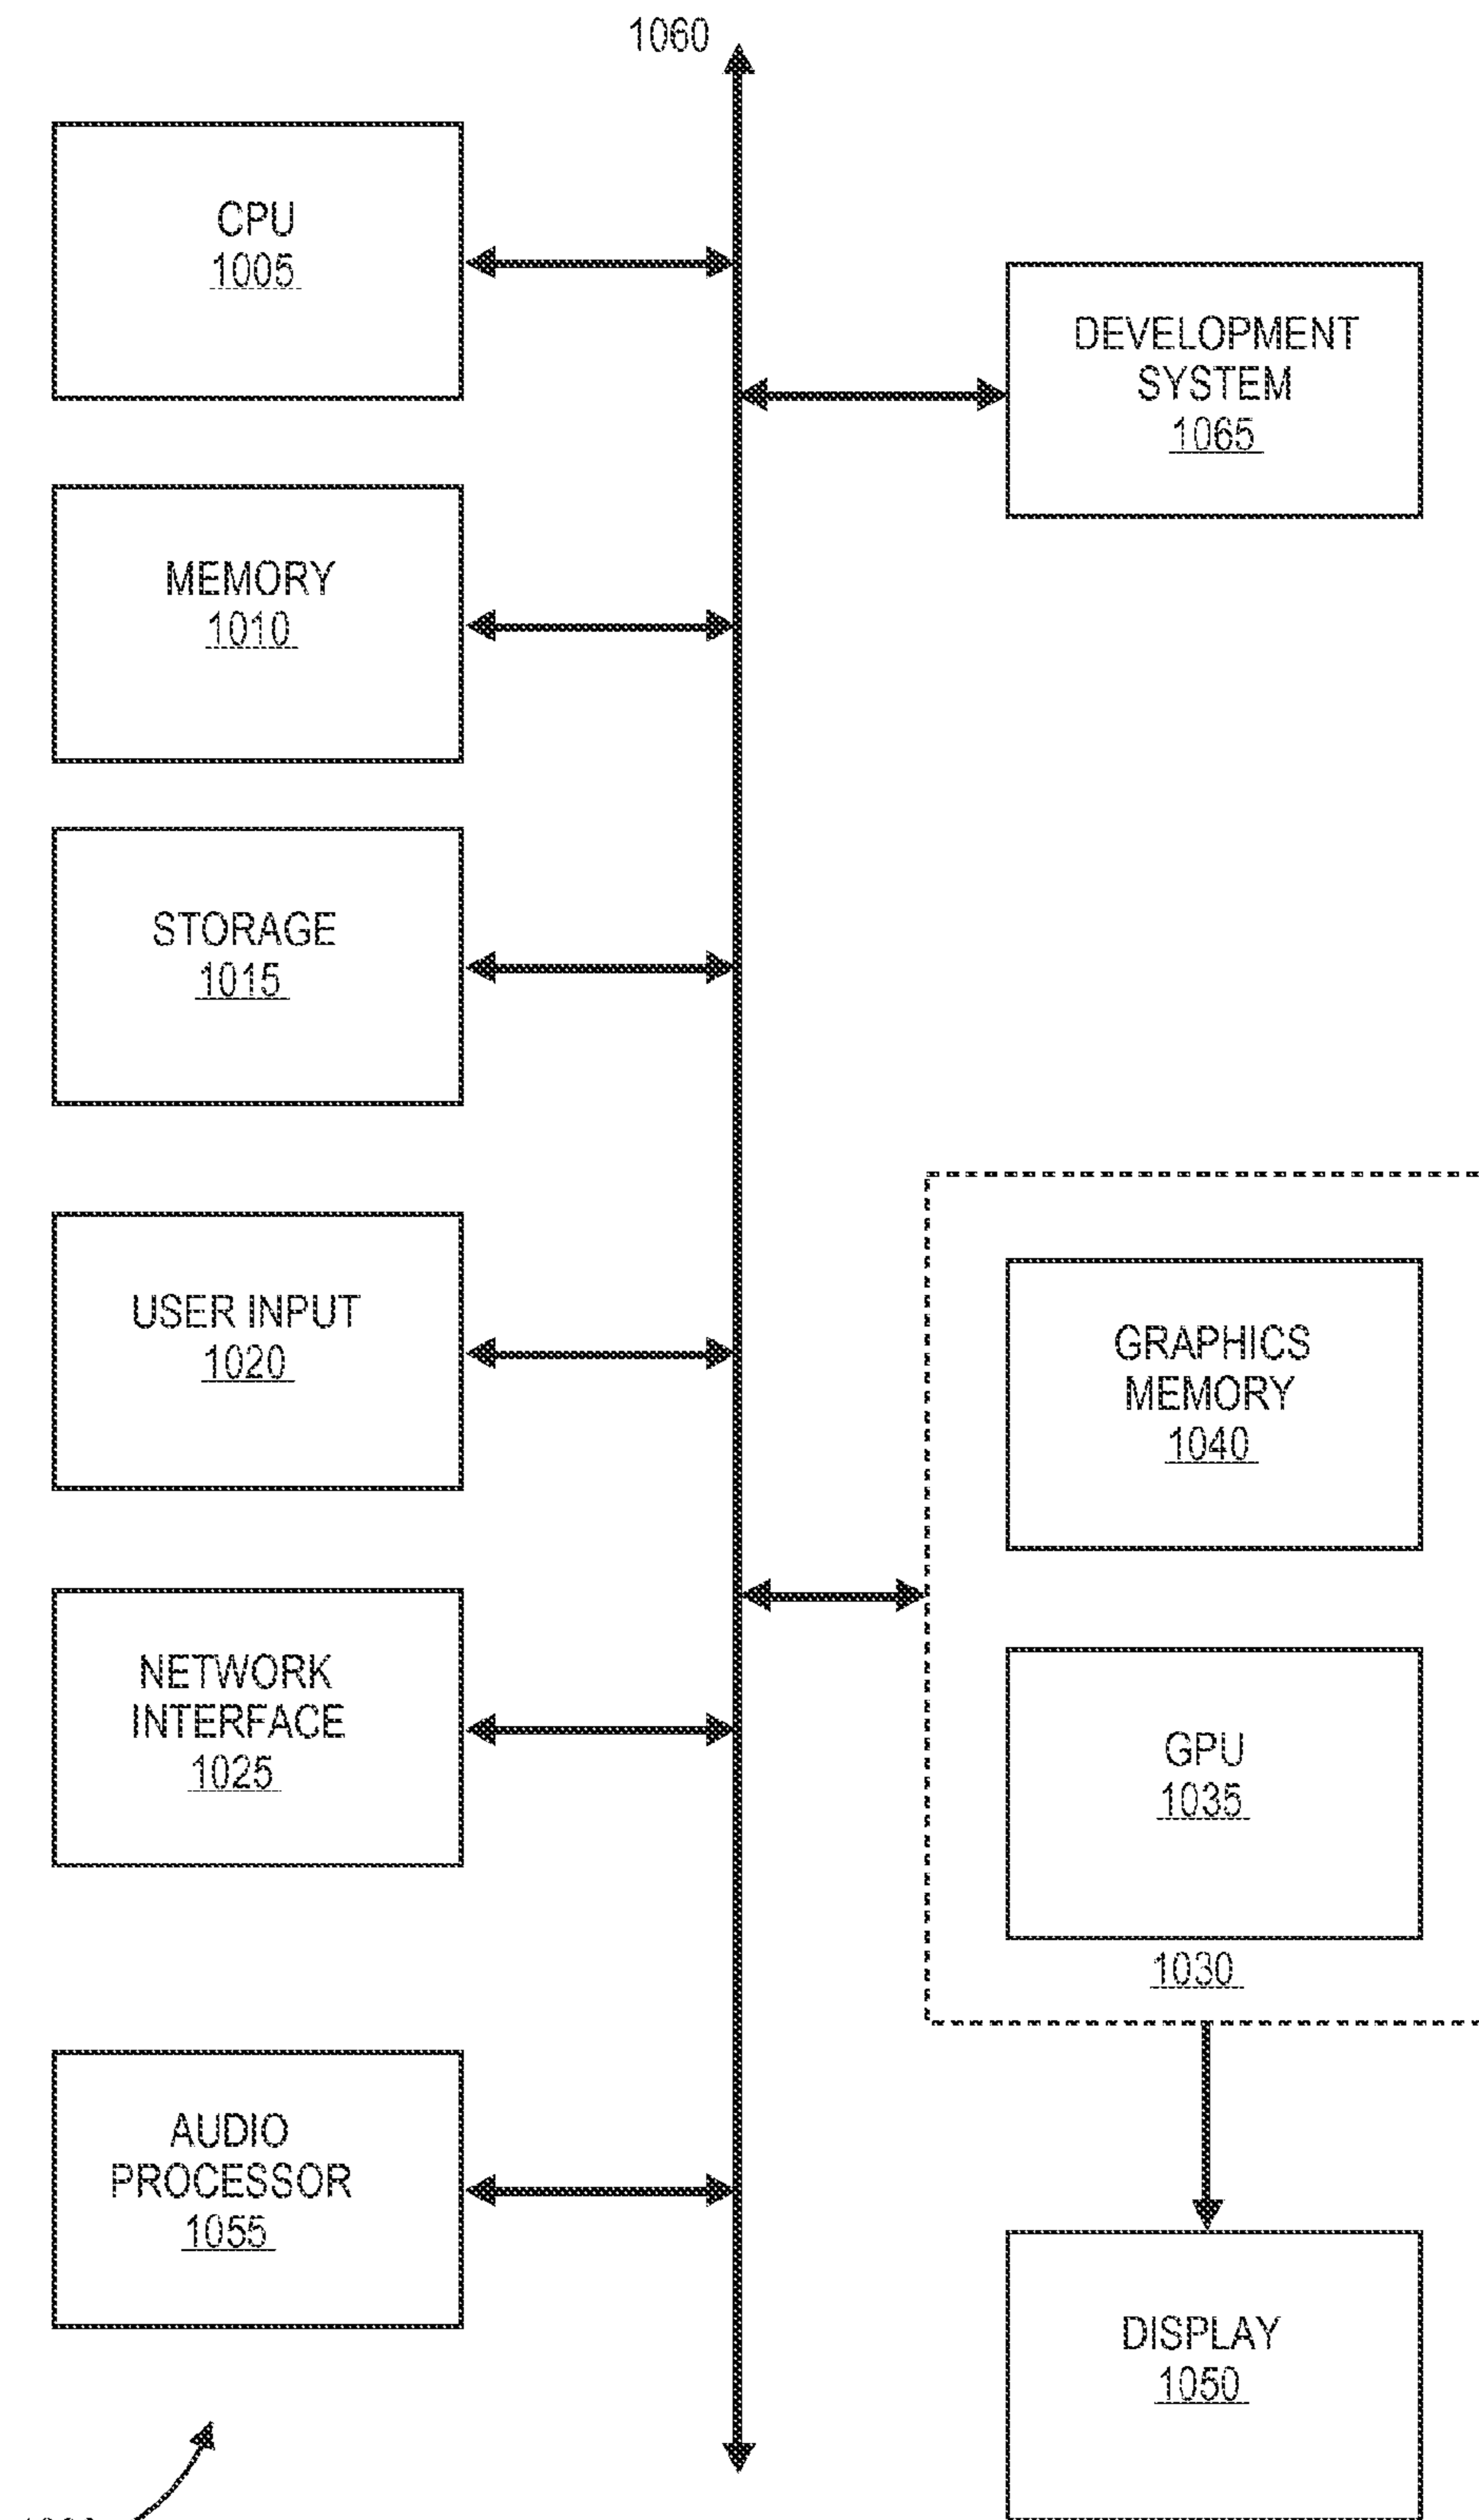 1060
CPU
1005
DEVELOPMENT
SYSTEM
1065
MEMORY
1010
STORAGE
1015
USER INPUT
1020
GRAPHICS
MEMORY
1040
NETWORK
INTERFACE
1025
GPU
1035
1030
AUDIO
PROCESSOR
1055
DISPLAY
1050